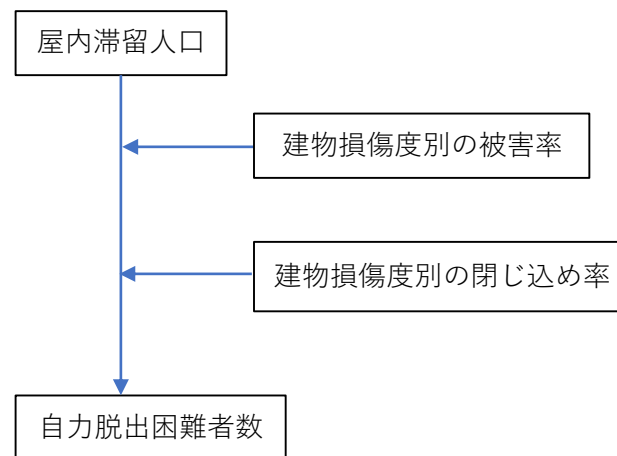 屋内滞留人口
建物損傷度別の被害率
建物損傷度別の閉じ込め率
自力脱出困難者数